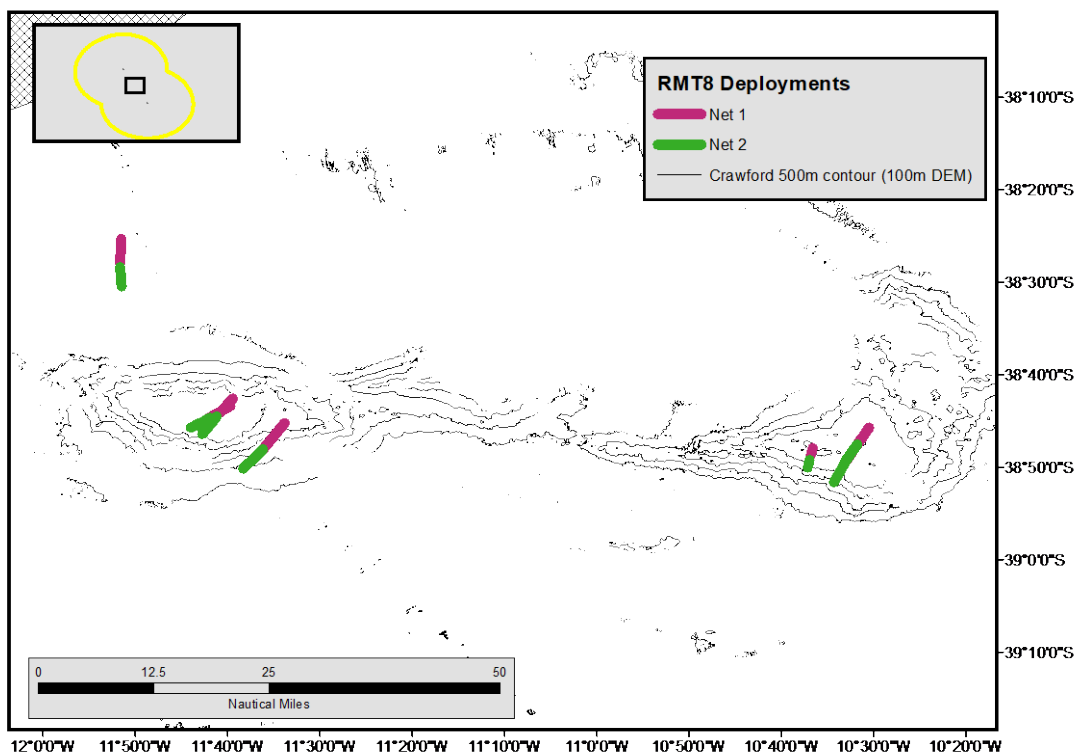 RMT8 Deployments
Net 1
Net 2
Crawford 500m contour (100m DEM)
38°10'0"S
38°20'0"S
38°30'0"S
38°40'0"S
38°50'0"S
39°0'0"S
39°10'0"S
0 12.5 25 50
Nautical Miles
12°0'0"W 11°50'0"W 11°40'0"W 11°30'0"W 11°20'0"W 11°10'0"W 11°0'0"W 10°50'0"W 10°40'0"W 10°30'0"W 10°20'0"W